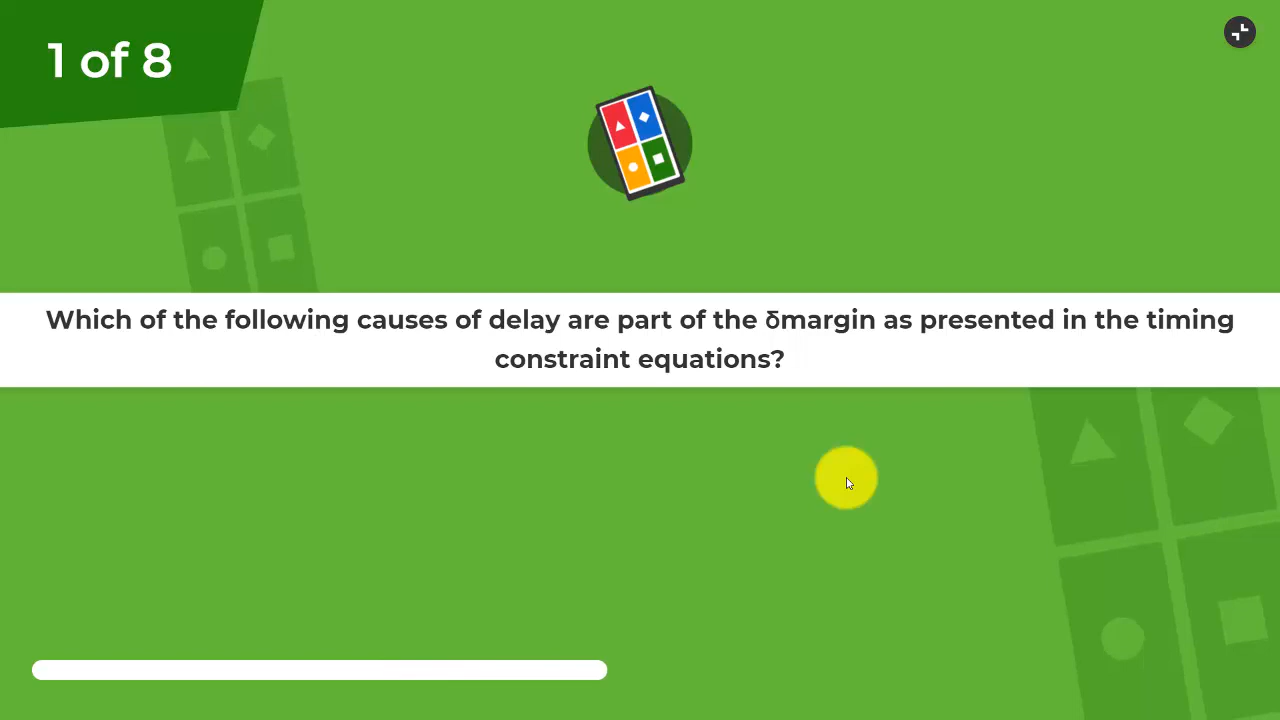 1 of 8
Which of the following causes of delay are part of the δmargin as presented in the timing
constraint equations?